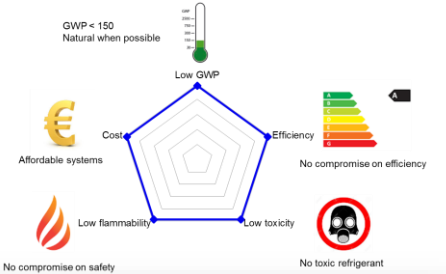 GWP < 150
Natural when possible
Low GWP
A
B
C
D
E
F
G
A
Cost
Efficiency
Affordable systems
No compromise on efficiency
Low flammability
Low toxicity
No compromise on safety
No toxic refrigerant